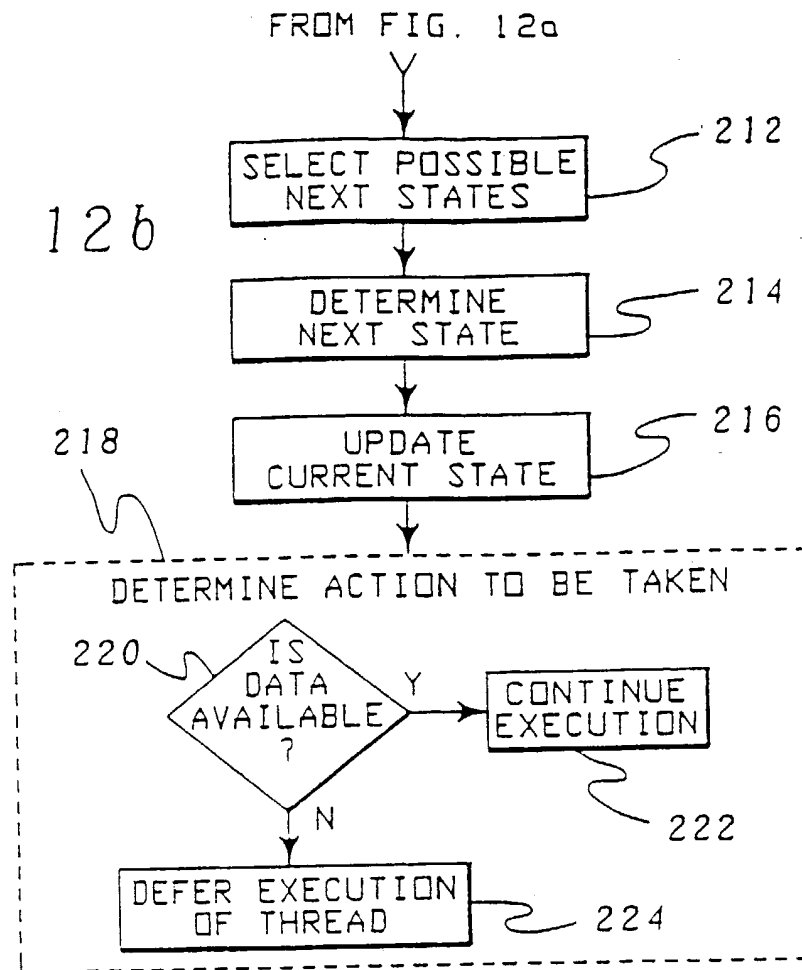 FROM FIG. 12a
212
SELECT POSSIBLE
NEXT STATES
12b
214
DETERMINE
NEXT STATE
216
UPDATE
CURRENT STATE
218
DETERMINE ACTION TO BE TAKEN
220
IS
DATA
AVAILABLE
?
Y
CONTINUE
EXECUTION
N
222
DEFER EXECUTION
OF THREAD
224